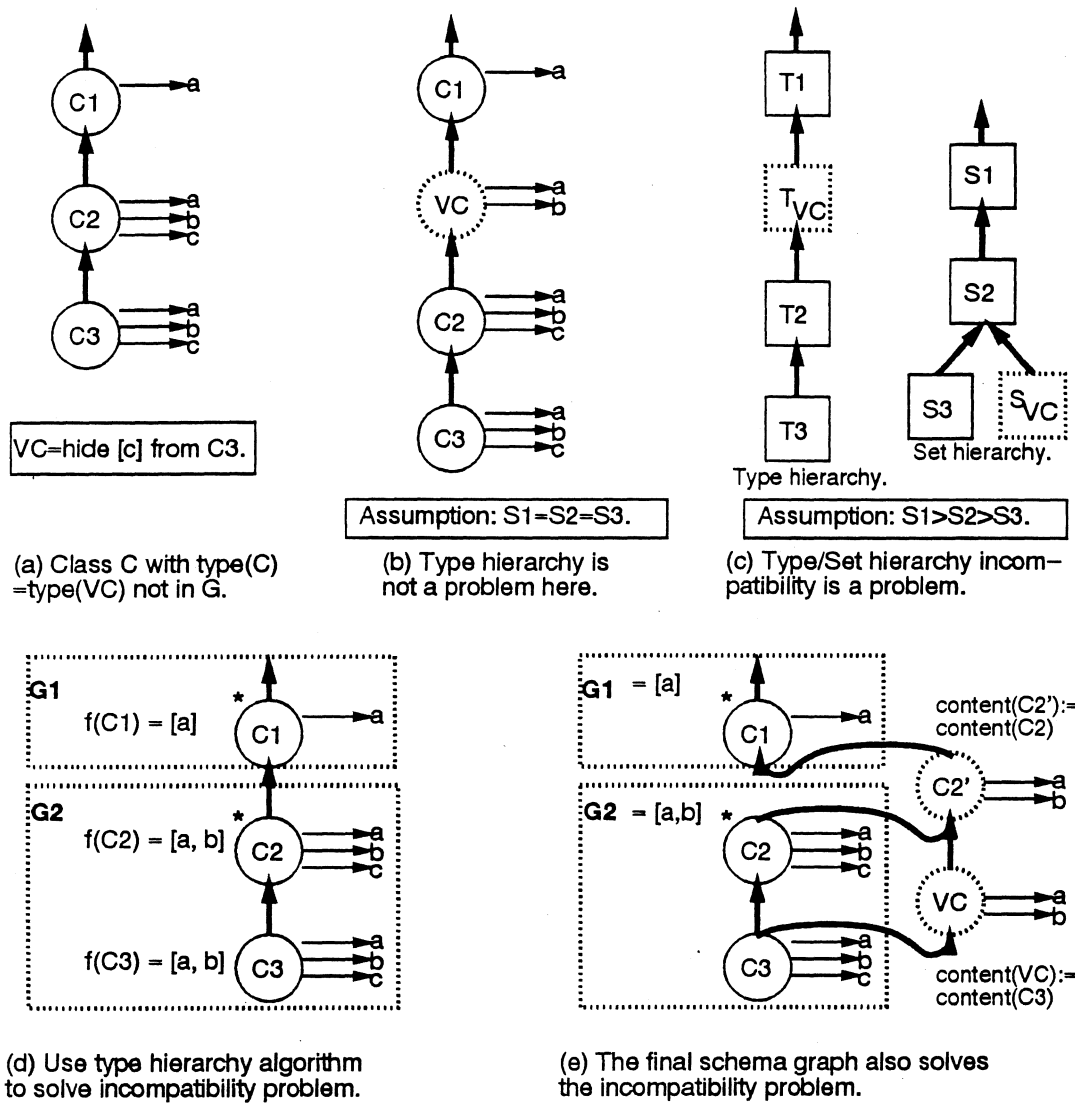 C1
a
C2
a
b
c
C3
a
b
c
VC=hide [c] from C3.
(a) Class C with type(C)
=type(VC) not in G.
C1
a
VC
a
b
C2
a
b
c
C3
a
b
c
Assumption: S1=S2=S3.
(b) Type hierarchy is
not a problem here.
T1
TVC
T2
T3
Type hierarchy.
S1
S2
S3
SVC
Set hierarchy.
Assumption: S1>S2>S3.
(c) Type/Set hierarchy incom-
patibility is a problem.
G1
*
f(C1) = [a]
C1
a
G2
*
f(C2) = [a, b]
C2
a
b
c
f(C3) = [a, b]
C3
a
b
c
(d) Use type hierarchy algorithm
to solve incompatibility problem.
G1 = [a]
*
C1
a
content(C2'):=
content(C2)
C2'
a
b
G2 = [a,b]
*
C2
a
b
c
VC
a
b
C3
a
b
c
content(VC):=
content(C3)
(e) The final schema graph also solves
the incompatibility problem.